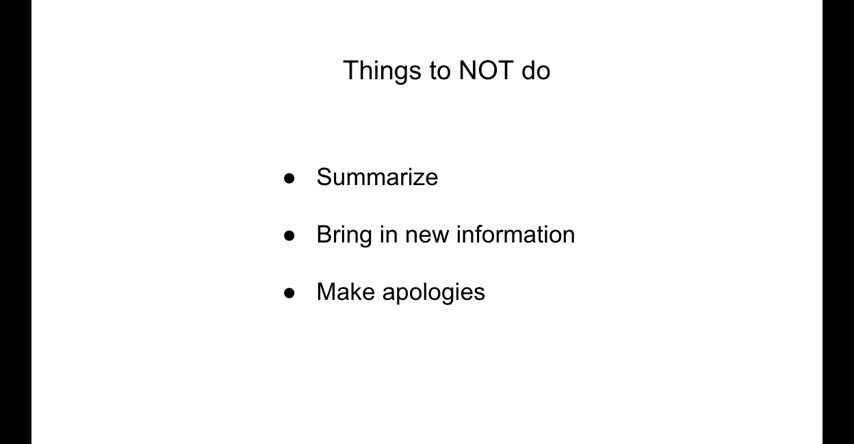 Things to NOT do
● Summarize
● Bring in new information
● Make apologies